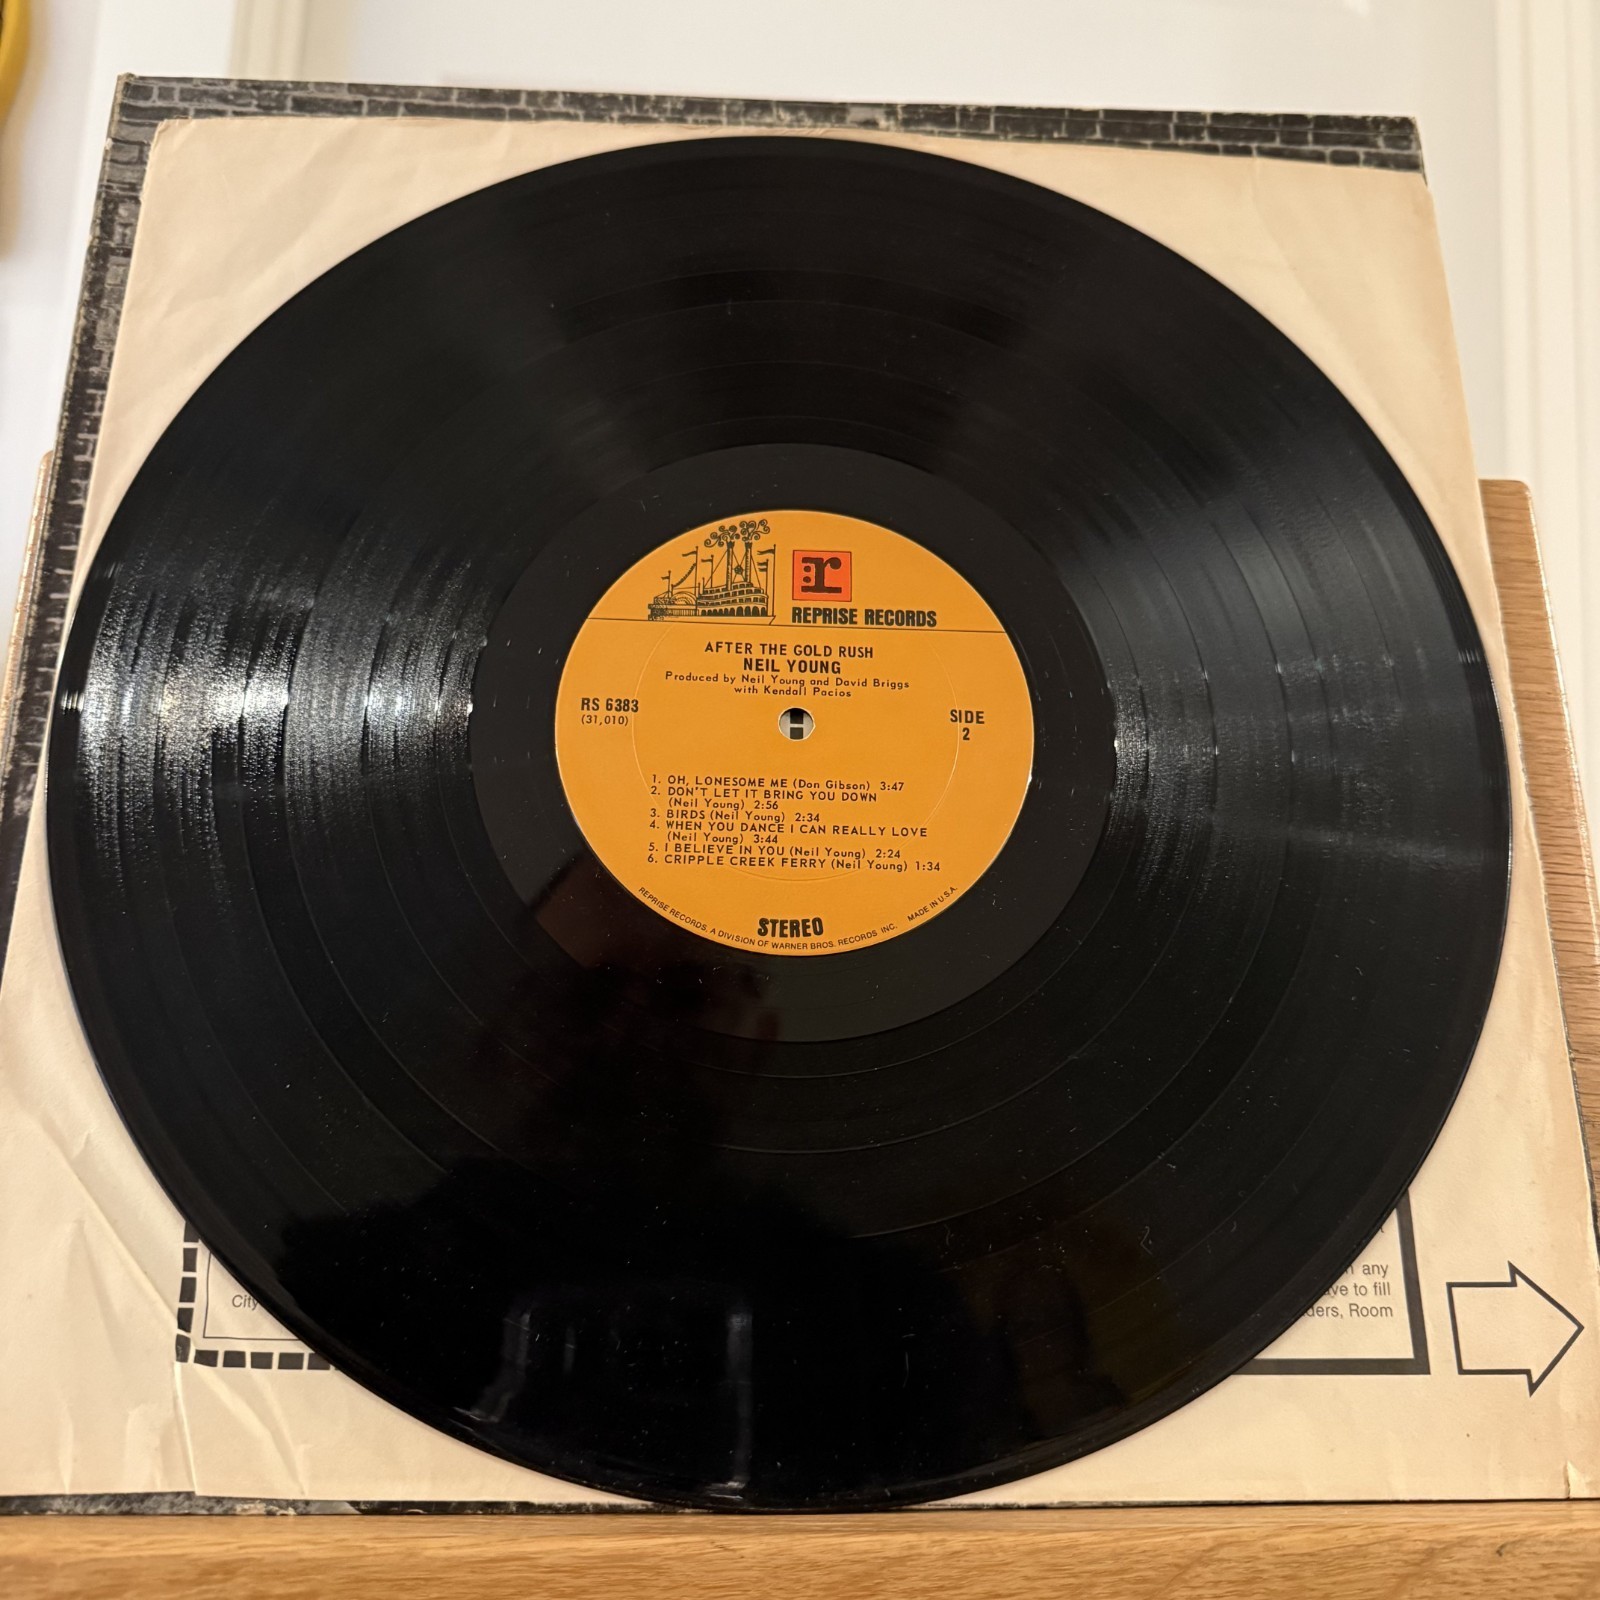 r
REPRISE RECORDS
AFTER THE GOLD RUSH
NEIL YOUNG
Produced by Neil Young and David Briggs
with Kendall Pacios
RS 6383
(31,010)
SIDE
2
1. OH, LONESOME ME (Don Gibson) 3:47
2. DON'T LET IT BRING YOU DOWN
(Neil Young) 2:56
3. BIRDS (Neil Young) 2:34
4. WHEN YOU DANCE I CAN REALLY LOVE
(Neil Young) 3:44
5. I BELIEVE IN YOU (Neil Young) 2:24
6. CRIPPLE CREEK FERRY (Neil Young) 1:34
STEREO
REPRISE RECORDS, A DIVISION OF WARNER BROS. RECORDS INC. MADE IN U.S.A.
City
any
to fill
Room